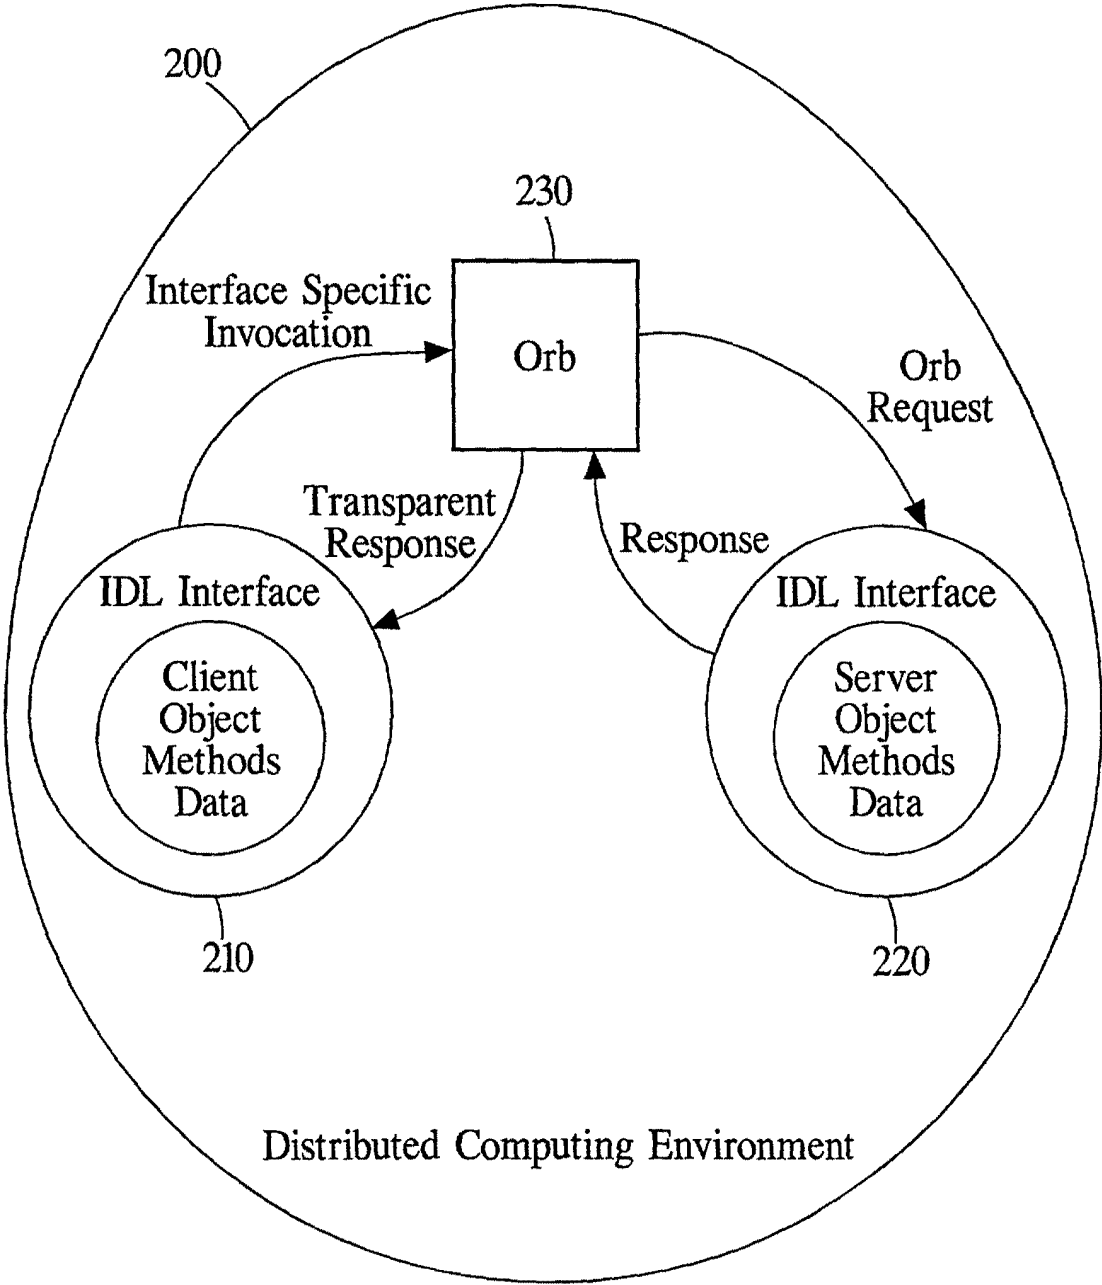 200
230
Interface Specific
Invocation
Orb
Orb
Request
Transparent
Response
Response
IDL Interface
Client
Object
Methods
Data
IDL Interface
Server
Object
Methods
Data
210
220
Distributed Computing Environment